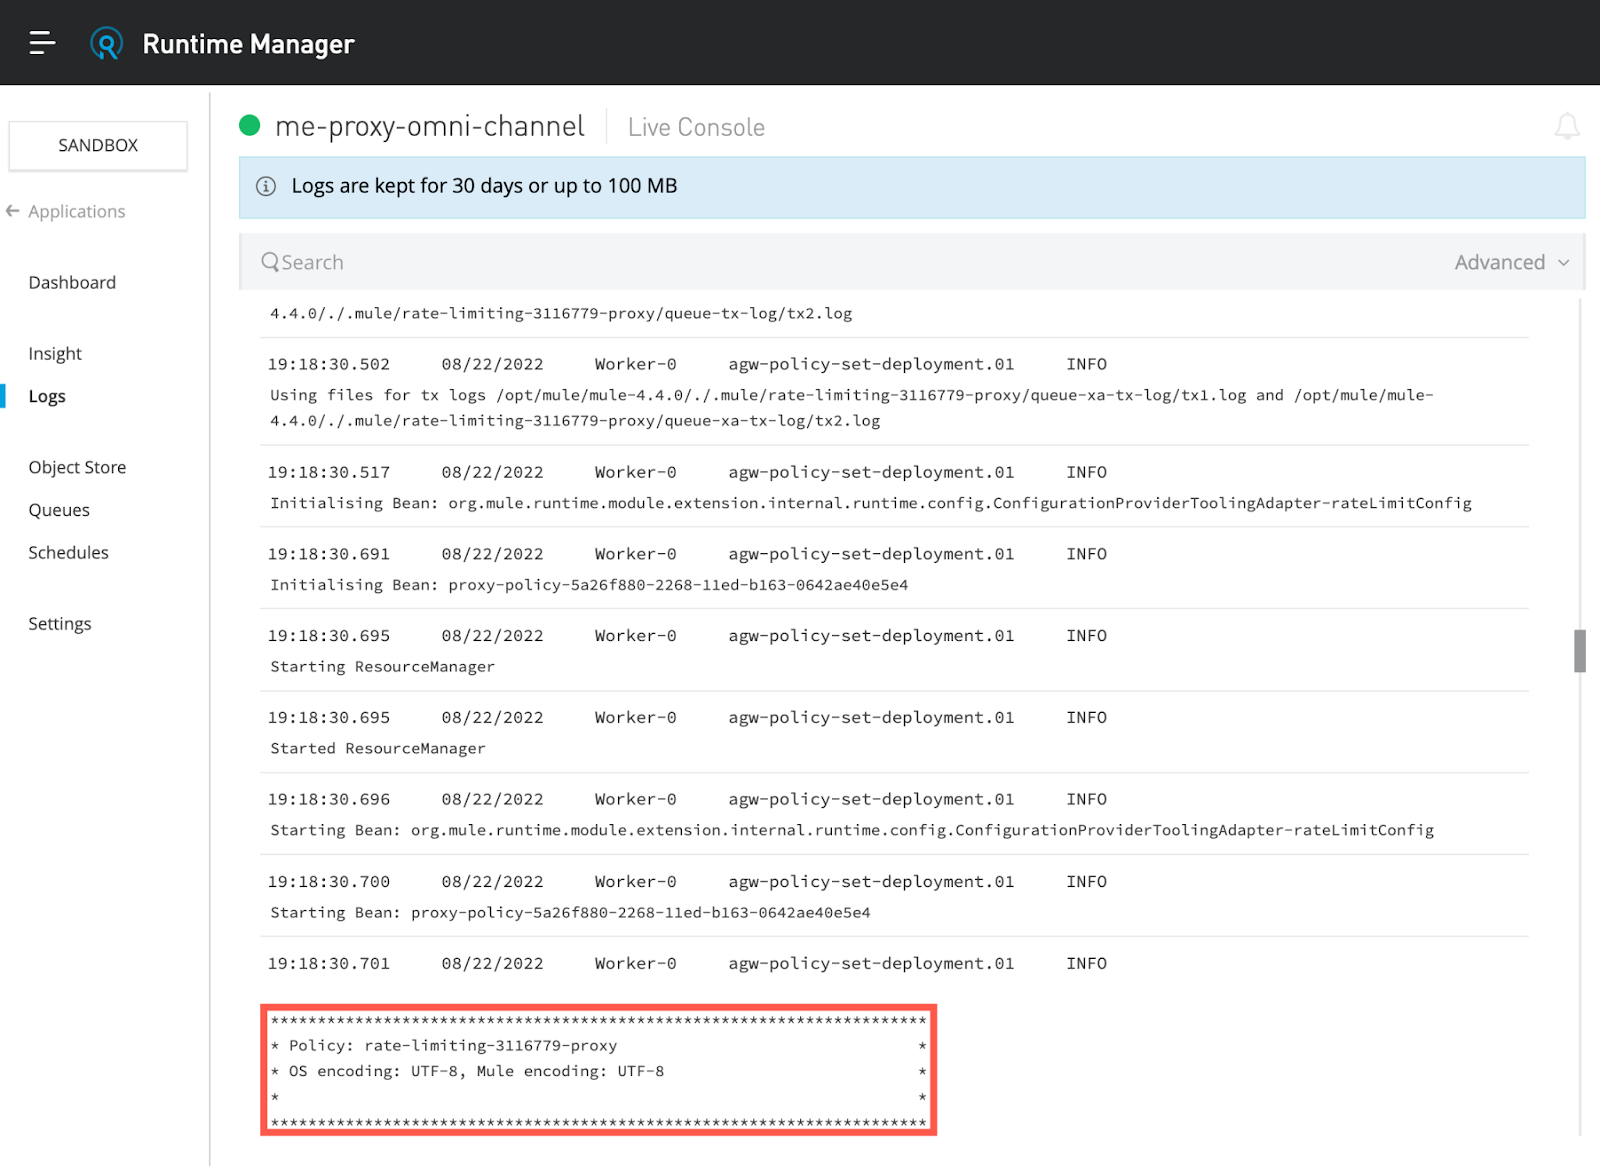 Runtime Manager
SANDBOX
Applications
Dashboard
Insight
Logs
Object Store
Queues
Schedules
Settings
me-proxy-omni-channel
Live Console
Logs are kept for 30 days or up to 100 MB
Search
Advanced
4.4.0/./.mule/rate-limiting-3116779-proxy/queue-tx-log/tx2.log
19:18:30.502 08/22/2022 Worker-0 agw-policy-set-deployment.01 INFO
Using files for tx logs /opt/mule/mule-4.4.0/./.mule/rate-limiting-3116779-proxy/queue-xa-tx-log/tx1.log and /opt/mule/mule-
4.4.0/./.mule/rate-limiting-3116779-proxy/queue-xa-tx-log/tx2.log
19:18:30.517 08/22/2022 Worker-0 agw-policy-set-deployment.01 INFO
Initialising Bean: org.mule.runtime.module.extension.internal.runtime.config.ConfigurationProviderToolingAdapter-rateLimitConfig
19:18:30.691 08/22/2022 Worker-0 agw-policy-set-deployment.01 INFO
Initialising Bean: proxy-policy-5a26f880-2268-11ed-b163-0642ae40e5e4
19:18:30.695 08/22/2022 Worker-0 agw-policy-set-deployment.01 INFO
Starting ResourceManager
19:18:30.695 08/22/2022 Worker-0 agw-policy-set-deployment.01 INFO
Started ResourceManager
19:18:30.696 08/22/2022 Worker-0 agw-policy-set-deployment.01 INFO
Starting Bean: org.mule.runtime.module.extension.internal.runtime.config.ConfigurationProviderToolingAdapter-rateLimitConfig
19:18:30.700 08/22/2022 Worker-0 agw-policy-set-deployment.01 INFO
Starting Bean: proxy-policy-5a26f880-2268-11ed-b163-0642ae40e5e4
19:18:30.701 08/22/2022 Worker-0 agw-policy-set-deployment.01 INFO
**********************************************************************
* Policy: rate-limiting-3116779-proxy *
* OS encoding: UTF-8, Mule encoding: UTF-8 *
* *
**********************************************************************